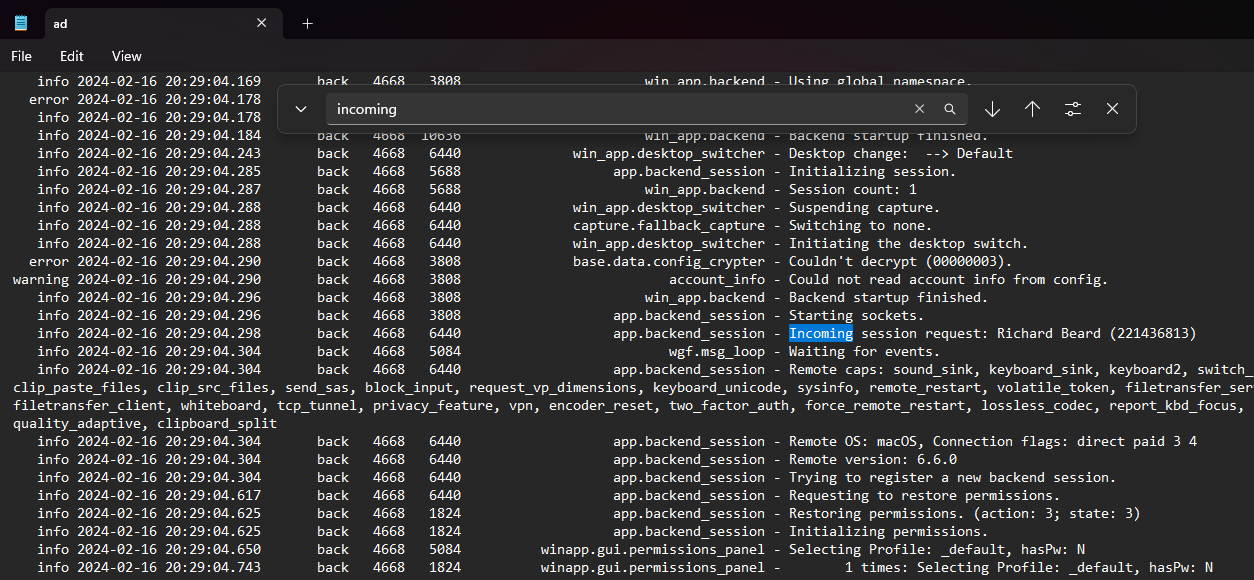 ad
File Edit View
info 2024-02-16 20:29:04.169 back 4668 3808 win_app.backend - Using global namespace.
incoming
error 2024-02-16 20:29:04.178
info 2024-02-16 20:29:04.178
info 2024-02-16 20:29:04.184 back 4668 10636 win_app.backend - Backend startup finished.
info 2024-02-16 20:29:04.243 back 4668 6440 win_app.desktop_switcher - Desktop change: --> Default
info 2024-02-16 20:29:04.285 back 4668 5688 app.backend_session - Initializing session.
info 2024-02-16 20:29:04.287 back 4668 5688 win_app.backend - Session count: 1
info 2024-02-16 20:29:04.288 back 4668 6440 win_app.desktop_switcher - Suspending capture.
info 2024-02-16 20:29:04.288 back 4668 6440 capture.fallback_capture - Switching to none.
info 2024-02-16 20:29:04.288 back 4668 6440 win_app.desktop_switcher - Initiating the desktop switch.
error 2024-02-16 20:29:04.290 back 4668 3808 base.data.config_crypter - Couldn't decrypt (00000003).
warning 2024-02-16 20:29:04.290 back 4668 3808 account_info - Could not read account info from config.
info 2024-02-16 20:29:04.296 back 4668 3808 win_app.backend - Backend startup finished.
info 2024-02-16 20:29:04.296 back 4668 3808 app.backend_session - Starting sockets.
info 2024-02-16 20:29:04.298 back 4668 6440 app.backend_session - Incoming session request: Richard Beard (221436813)
info 2024-02-16 20:29:04.304 back 4668 5084 wgf.msg_loop - Waiting for events.
info 2024-02-16 20:29:04.304 back 4668 6440 app.backend_session - Remote caps: sound_sink, keyboard_sink, keyboard2, switch_
clip_paste_files, clip_src_files, send_sas, block_input, request_vp_dimensions, keyboard_unicode, sysinfo, remote_restart, volatile_token, filetransfer_ser
filetransfer_client, whiteboard, tcp_tunnel, privacy_feature, vpn, encoder_reset, two_factor_auth, force_remote_restart, lossless_codec, report_kbd_focus,
quality_adaptive, clipboard_split
info 2024-02-16 20:29:04.304 back 4668 6440 app.backend_session - Remote OS: macOS, Connection flags: direct paid 3 4
info 2024-02-16 20:29:04.304 back 4668 6440 app.backend_session - Remote version: 6.6.0
info 2024-02-16 20:29:04.304 back 4668 6440 app.backend_session - Trying to register a new backend session.
info 2024-02-16 20:29:04.617 back 4668 6440 app.backend_session - Requesting to restore permissions.
info 2024-02-16 20:29:04.625 back 4668 1824 app.backend_session - Restoring permissions. (action: 3; state: 3)
info 2024-02-16 20:29:04.625 back 4668 1824 app.backend_session - Initializing permissions.
info 2024-02-16 20:29:04.650 back 4668 5084 winapp.gui.permissions_panel - Selecting Profile: _default, hasPw: N
info 2024-02-16 20:29:04.743 back 4668 1824 winapp.gui.permissions_panel - 1 times: Selecting Profile: _default, hasPw: N